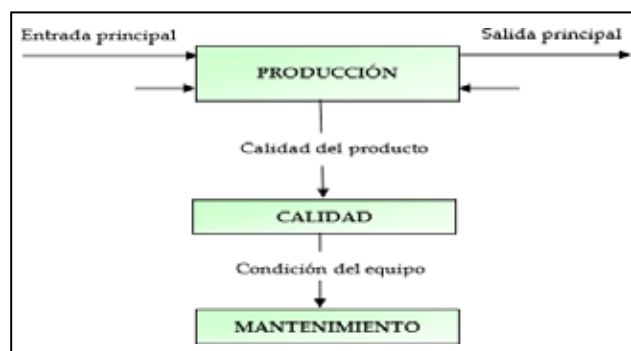 Entrada principal
Salida principal
PRODUCCIÓN
Calidad del producto
CALIDAD
Condición del equipo
MANTENIMIENTO